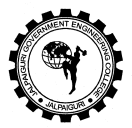 JALPAIGURI GOVERNMENT ENGINEERING COLLEGE
• JALPAIGURI •